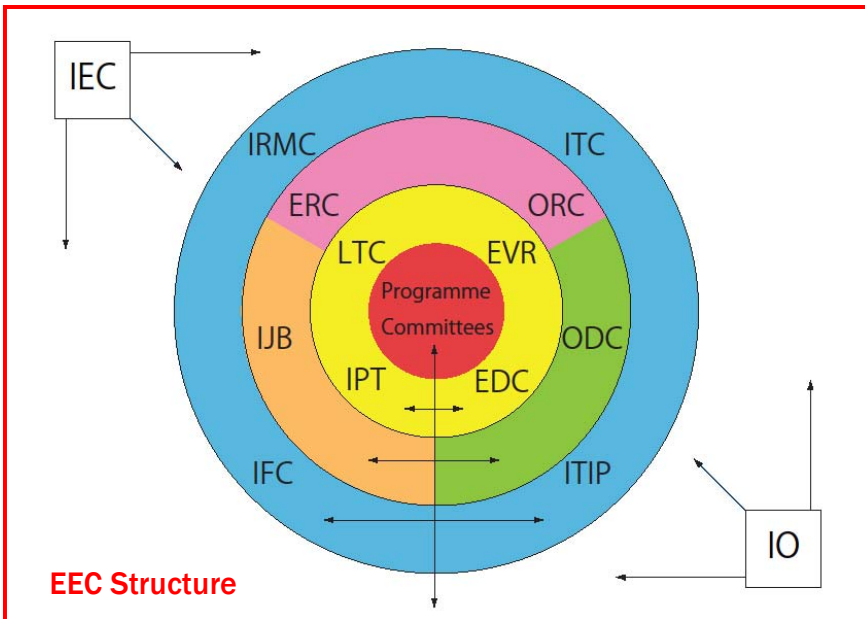 IEC
IRMC
ITC
ERC
ORC
LTC
EVR
Programme
Committees
IJB
ODC
IPT
EDC
IFC
ITIP
IO
EEC Structure